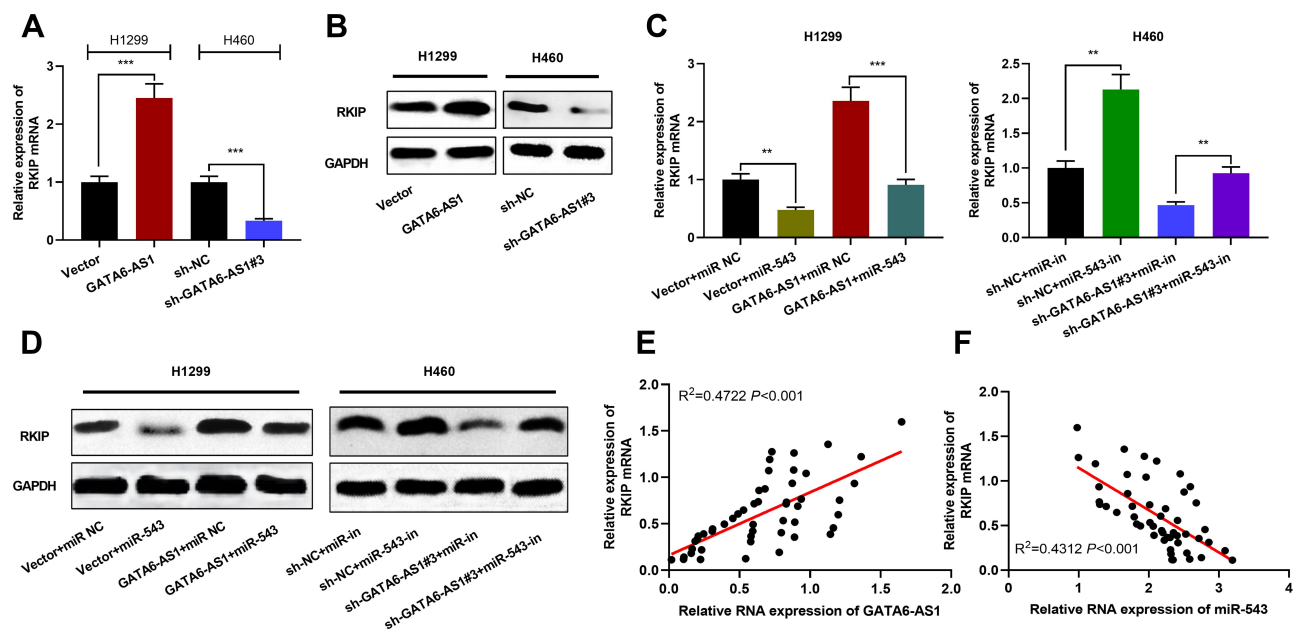 A
H1299
H460
Relative expression of
RKIP mRNA
3
2
1
0
***
***
Vector
GATA6-AS1
sh-NC
sh-GATA6-AS1#3
B
H1299
H460
RKIP
GAPDH
Vector
GATA6-AS1
sh-NC
sh-GATA6-AS1#3
C
H1299
Relative expression of
RKIP mRNA
3
2
1
0
**
***
Vector+miR NC
Vector+miR-543
GATA6-AS1+miR NC
GATA6-AS1+miR-543
H460
Relative expression of
RKIP mRNA
2.5
2.0
1.5
1.0
0.5
0.0
**
**
sh-NC+miR-in
sh-NC+miR-543-in
sh-GATA6-AS1#3+miR-in
sh-GATA6-AS1#3+miR-543-in
D
H1299
H460
RKIP
GAPDH
Vector+miR NC
Vector+miR-543
GATA6-AS1+miR NC
GATA6-AS1+miR-543
sh-NC+miR-in
sh-NC+miR-543-in
sh-GATA6-AS1#3+miR-in
sh-GATA6-AS1#3+miR-543-in
E
Relative expression of
RKIP mRNA
2.0
1.5
1.0
0.5
0.0
R²=0.4722 P<0.001
0.0
0.5
1.0
1.5
2.0
Relative RNA expression of GATA6-AS1
F
Relative expression of
RKIP mRNA
2.0
1.5
1.0
0.5
0.0
R²=0.4312 P<0.001
0
1
2
3
4
Relative RNA expression of miR-543